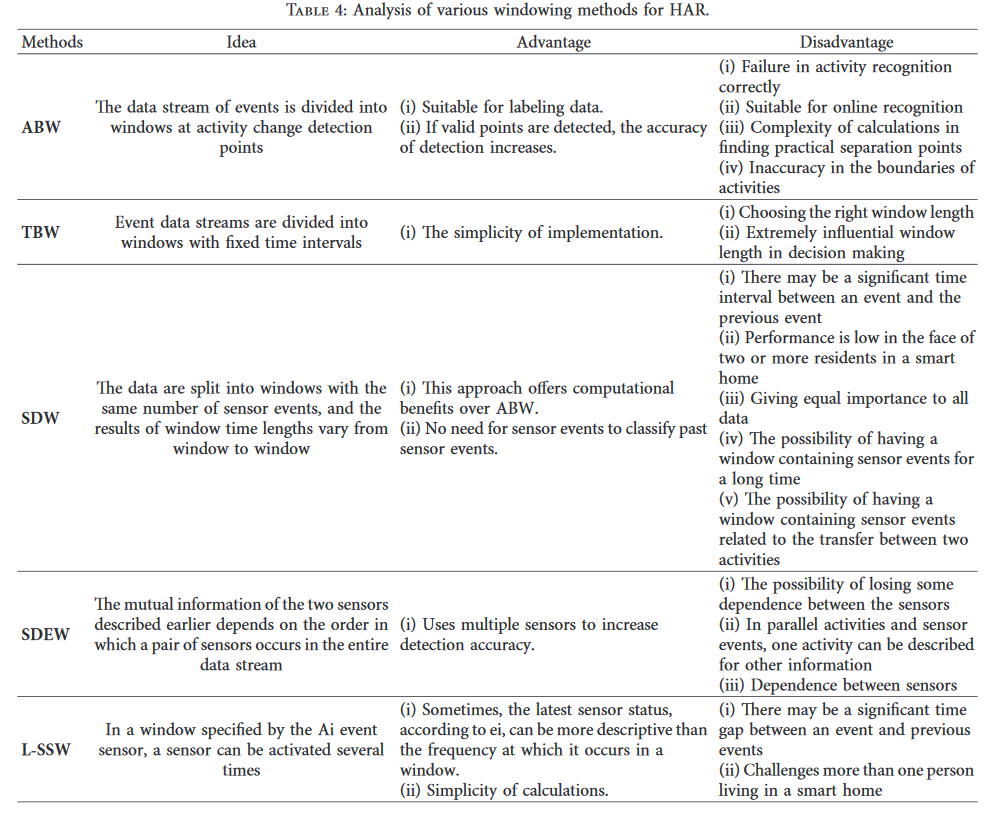 TABLE 4: Analysis of various windowing methods for HAR.
Methods Idea Advantage Disadvantage
ABW
The data stream of events is divided into
windows at activity change detection
points
(i) Suitable for labeling data.
(ii) If valid points are detected, the accuracy
of detection increases.
(i) Failure in activity recognition
correctly
(ii) Suitable for online recognition
(iii) Complexity of calculations in
finding practical separation points
(iv) Inaccuracy in the boundaries of
activities
TBW
Event data streams are divided into
windows with fixed time intervals
(i) The simplicity of implementation.
(i) Choosing the right window length
(ii) Extremely influential window
length in decision making
SDW
The data are split into windows with the
same number of sensor events, and the
results of window time lengths vary from
window to window
(i) This approach offers computational
benefits over ABW.
(ii) No need for sensor events to classify past
sensor events.
(i) There may be a significant time
interval between an event and the
previous event
(ii) Performance is low in the face of
two or more residents in a smart
home
(iii) Giving equal importance to all
data
(iv) The possibility of having a
window containing sensor events for
a long time
(v) The possibility of having a
window containing sensor events
related to the transfer between two
activities
SDEW
The mutual information of the two sensors
described earlier depends on the order in
which a pair of sensors occurs in the entire
data stream
(i) Uses multiple sensors to increase
detection accuracy.
(i) The possibility of losing some
dependence between the sensors
(ii) In parallel activities and sensor
events, one activity can be described
for other information
(iii) Dependence between sensors
L-SSW
In a window specified by the Ai event
sensor, a sensor can be activated several
times
(i) Sometimes, the latest sensor status,
according to ei, can be more descriptive than
the frequency at which it occurs in a
window.
(ii) Simplicity of calculations.
(i) There may be a significant time
gap between an event and previous
events
(ii) Challenges more than one person
living in a smart home